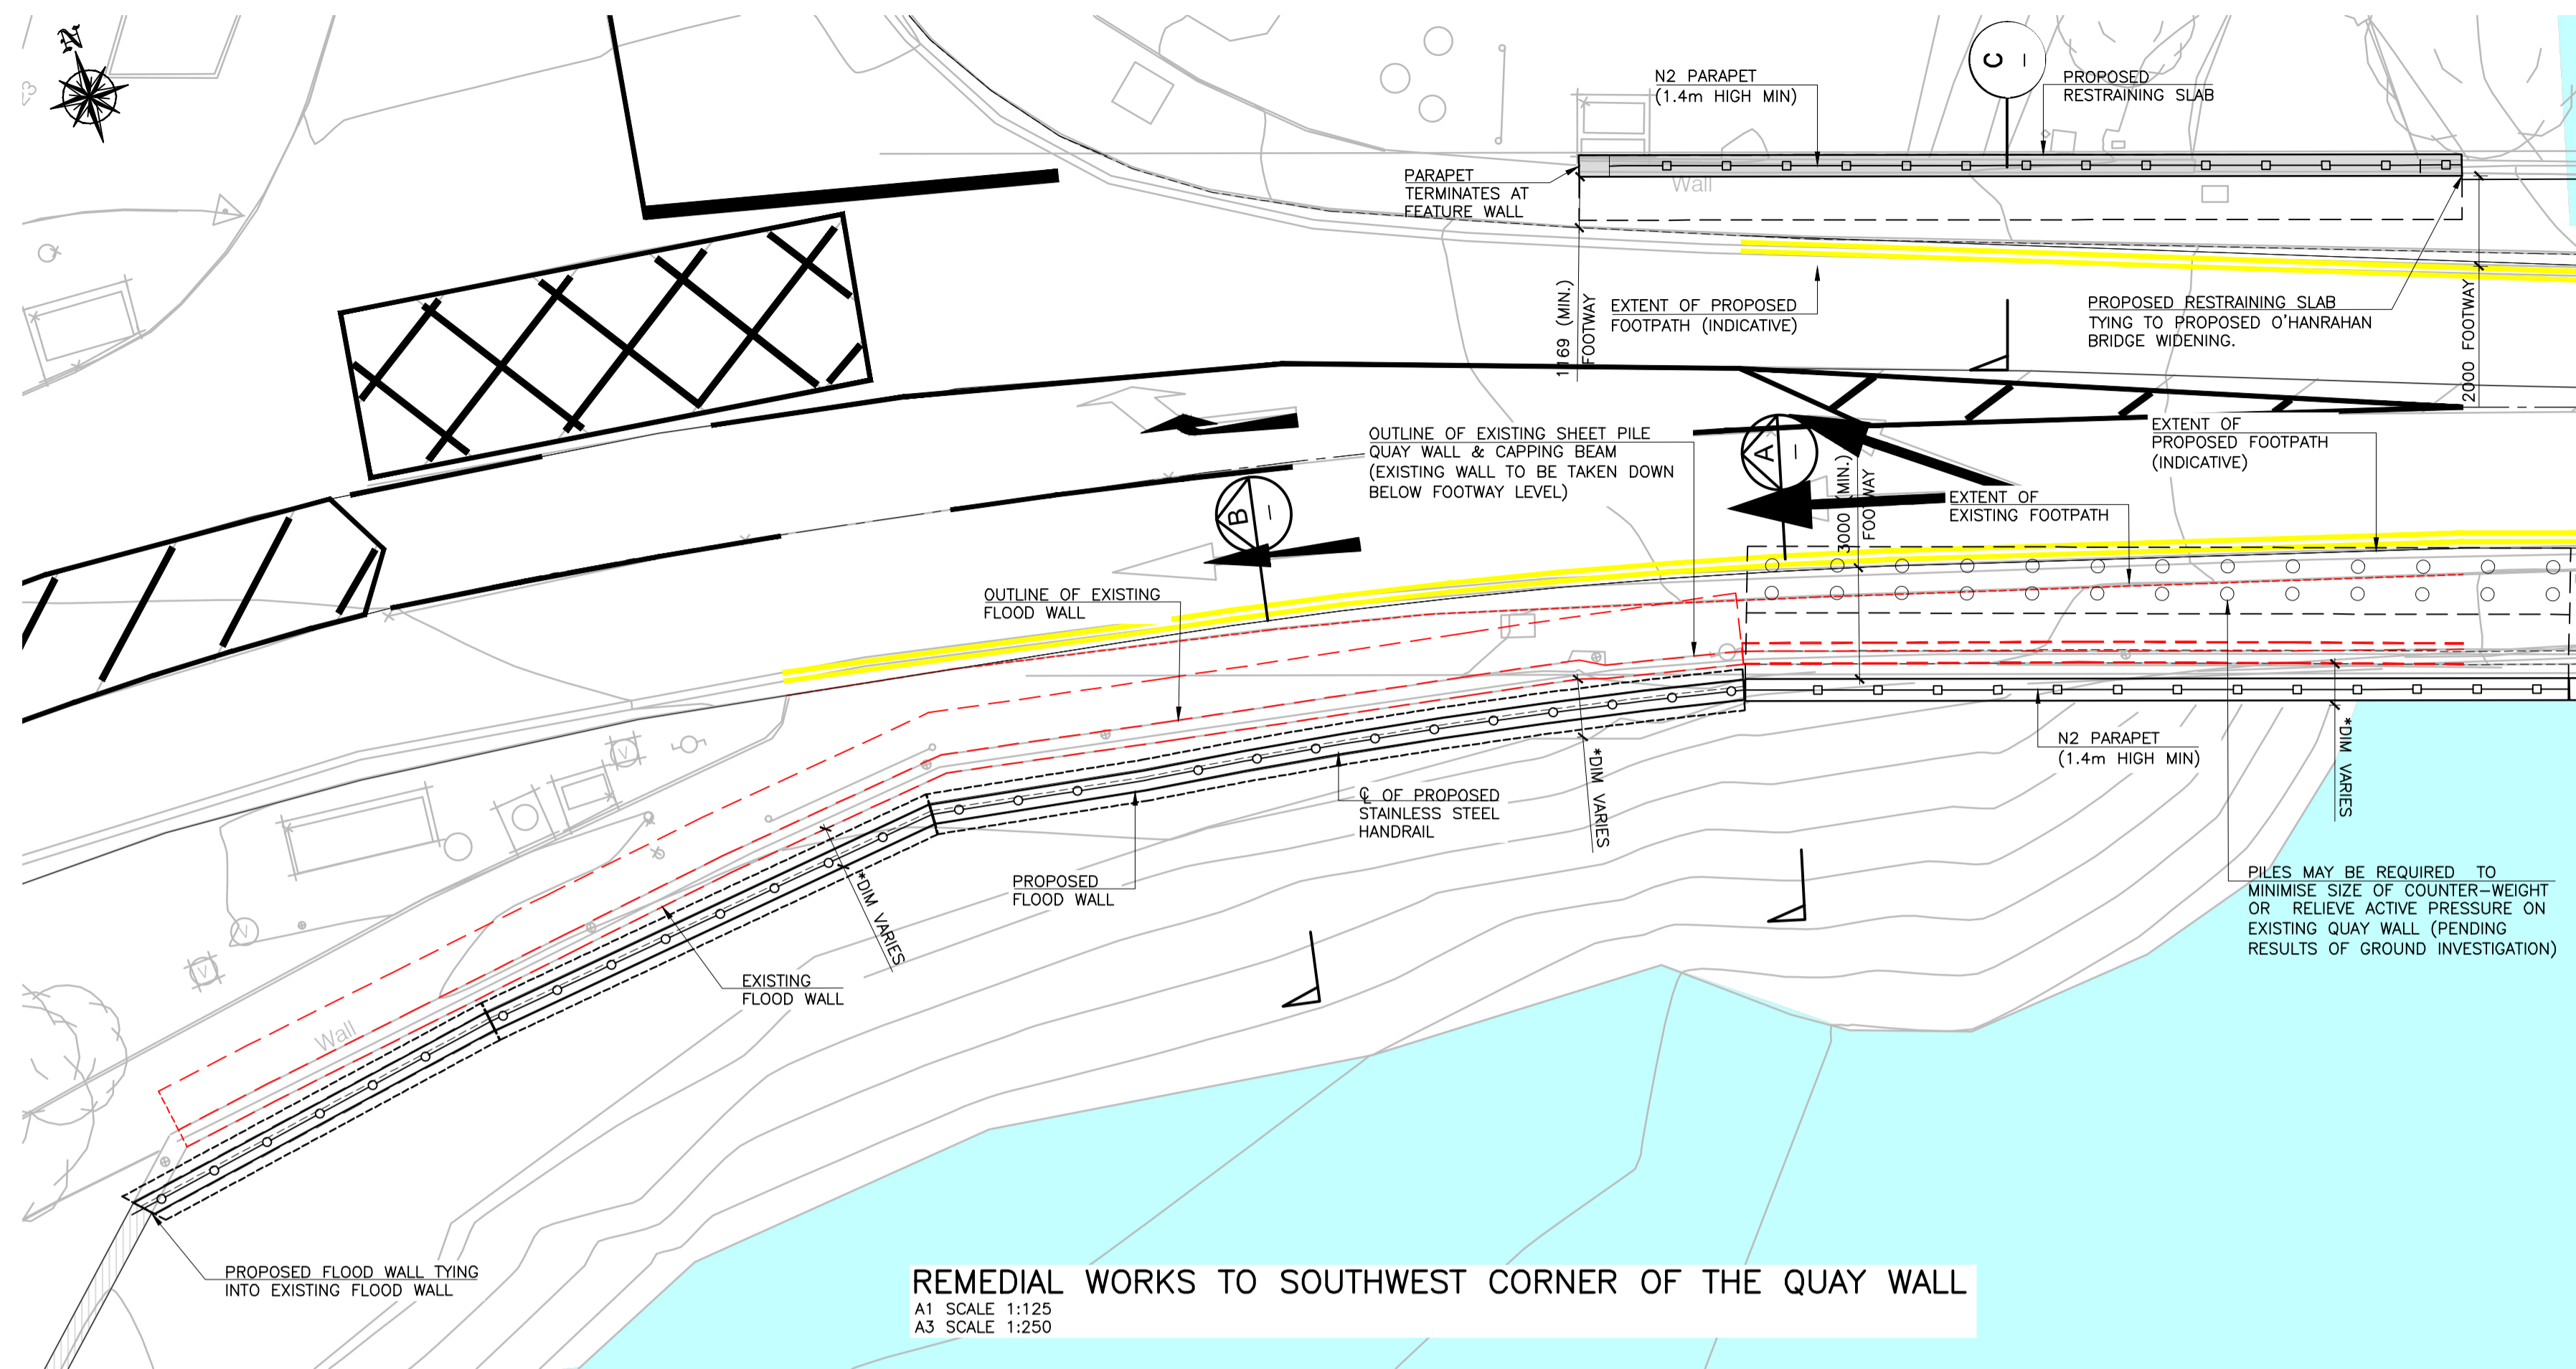 N
N2 PARAPET
(1.4m HIGH MIN)
C
–
PROPOSED
RESTRAINING SLAB
PARAPET
TERMINATES AT
FEATURE WALL
Wall
1169 (MIN.)
FOOTWAY
EXTENT OF PROPOSED
FOOTPATH (INDICATIVE)
PROPOSED RESTRAINING SLAB
TYING TO PROPOSED O'HANRAHAN
BRIDGE WIDENING.
2000 FOOTWAY
OUTLINE OF EXISTING SHEET PILE
QUAY WALL & CAPPING BEAM
(EXISTING WALL TO BE TAKEN DOWN
BELOW FOOTWAY LEVEL)
A
–
3000 (MIN.)
FOOTWAY
EXTENT OF
PROPOSED FOOTPATH
(INDICATIVE)
EXTENT OF
EXISTING FOOTPATH
B
–
OUTLINE OF EXISTING
FLOOD WALL
N2 PARAPET
(1.4m HIGH MIN)
*DIM VARIES
*DIM VARIES
℄ OF PROPOSED
STAINLESS STEEL
HANDRAIL
V
PROPOSED
FLOOD WALL
*DIM VARIES
PILES MAY BE REQUIRED TO
MINIMISE SIZE OF COUNTER-WEIGHT
OR RELIEVE ACTIVE PRESSURE ON
EXISTING QUAY WALL (PENDING
RESULTS OF GROUND INVESTIGATION)
V
V
EXISTING
FLOOD WALL
Wall
PROPOSED FLOOD WALL TYING
INTO EXISTING FLOOD WALL
REMEDIAL WORKS TO SOUTHWEST CORNER OF THE QUAY WALL
A1 SCALE 1:125
A3 SCALE 1:250